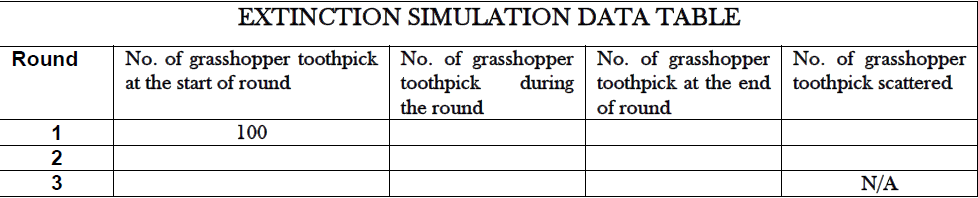 EXTINCTION SIMULATION DATA TABLE
Round
No. of grasshopper toothpick
at the start of round
No. of grasshopper
toothpick during
the round
No. of grasshopper
toothpick at the end
of round
No. of grasshopper
toothpick scattered
1 100
2
3 N/A